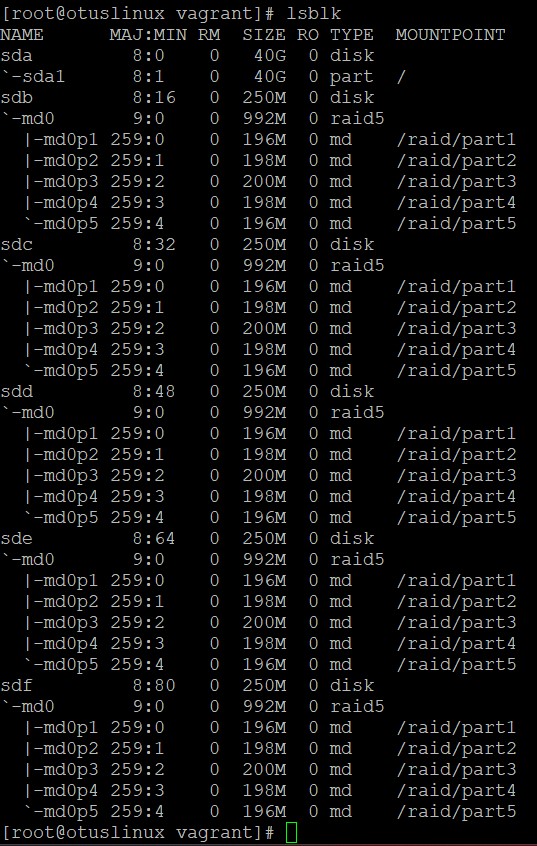 [root@otuslinux vagrant]# lsblk
NAME      MAJ:MIN RM  SIZE RO TYPE  MOUNTPOINT
sda         8:0    0   40G  0 disk
`-sda1      8:1    0   40G  0 part  /
sdb         8:16   0  250M  0 disk
`-md0       9:0    0  992M  0 raid5
  |-md0p1 259:0    0  196M  0 md    /raid/part1
  |-md0p2 259:1    0  198M  0 md    /raid/part2
  |-md0p3 259:2    0  200M  0 md    /raid/part3
  |-md0p4 259:3    0  198M  0 md    /raid/part4
  `-md0p5 259:4    0  196M  0 md    /raid/part5
sdc         8:32   0  250M  0 disk
`-md0       9:0    0  992M  0 raid5
  |-md0p1 259:0    0  196M  0 md    /raid/part1
  |-md0p2 259:1    0  198M  0 md    /raid/part2
  |-md0p3 259:2    0  200M  0 md    /raid/part3
  |-md0p4 259:3    0  198M  0 md    /raid/part4
  `-md0p5 259:4    0  196M  0 md    /raid/part5
sdd         8:48   0  250M  0 disk
`-md0       9:0    0  992M  0 raid5
  |-md0p1 259:0    0  196M  0 md    /raid/part1
  |-md0p2 259:1    0  198M  0 md    /raid/part2
  |-md0p3 259:2    0  200M  0 md    /raid/part3
  |-md0p4 259:3    0  198M  0 md    /raid/part4
  `-md0p5 259:4    0  196M  0 md    /raid/part5
sde         8:64   0  250M  0 disk
`-md0       9:0    0  992M  0 raid5
  |-md0p1 259:0    0  196M  0 md    /raid/part1
  |-md0p2 259:1    0  198M  0 md    /raid/part2
  |-md0p3 259:2    0  200M  0 md    /raid/part3
  |-md0p4 259:3    0  198M  0 md    /raid/part4
  `-md0p5 259:4    0  196M  0 md    /raid/part5
sdf         8:80   0  250M  0 disk
`-md0       9:0    0  992M  0 raid5
  |-md0p1 259:0    0  196M  0 md    /raid/part1
  |-md0p2 259:1    0  198M  0 md    /raid/part2
  |-md0p3 259:2    0  200M  0 md    /raid/part3
  |-md0p4 259:3    0  198M  0 md    /raid/part4
  `-md0p5 259:4    0  196M  0 md    /raid/part5
[root@otuslinux vagrant]#